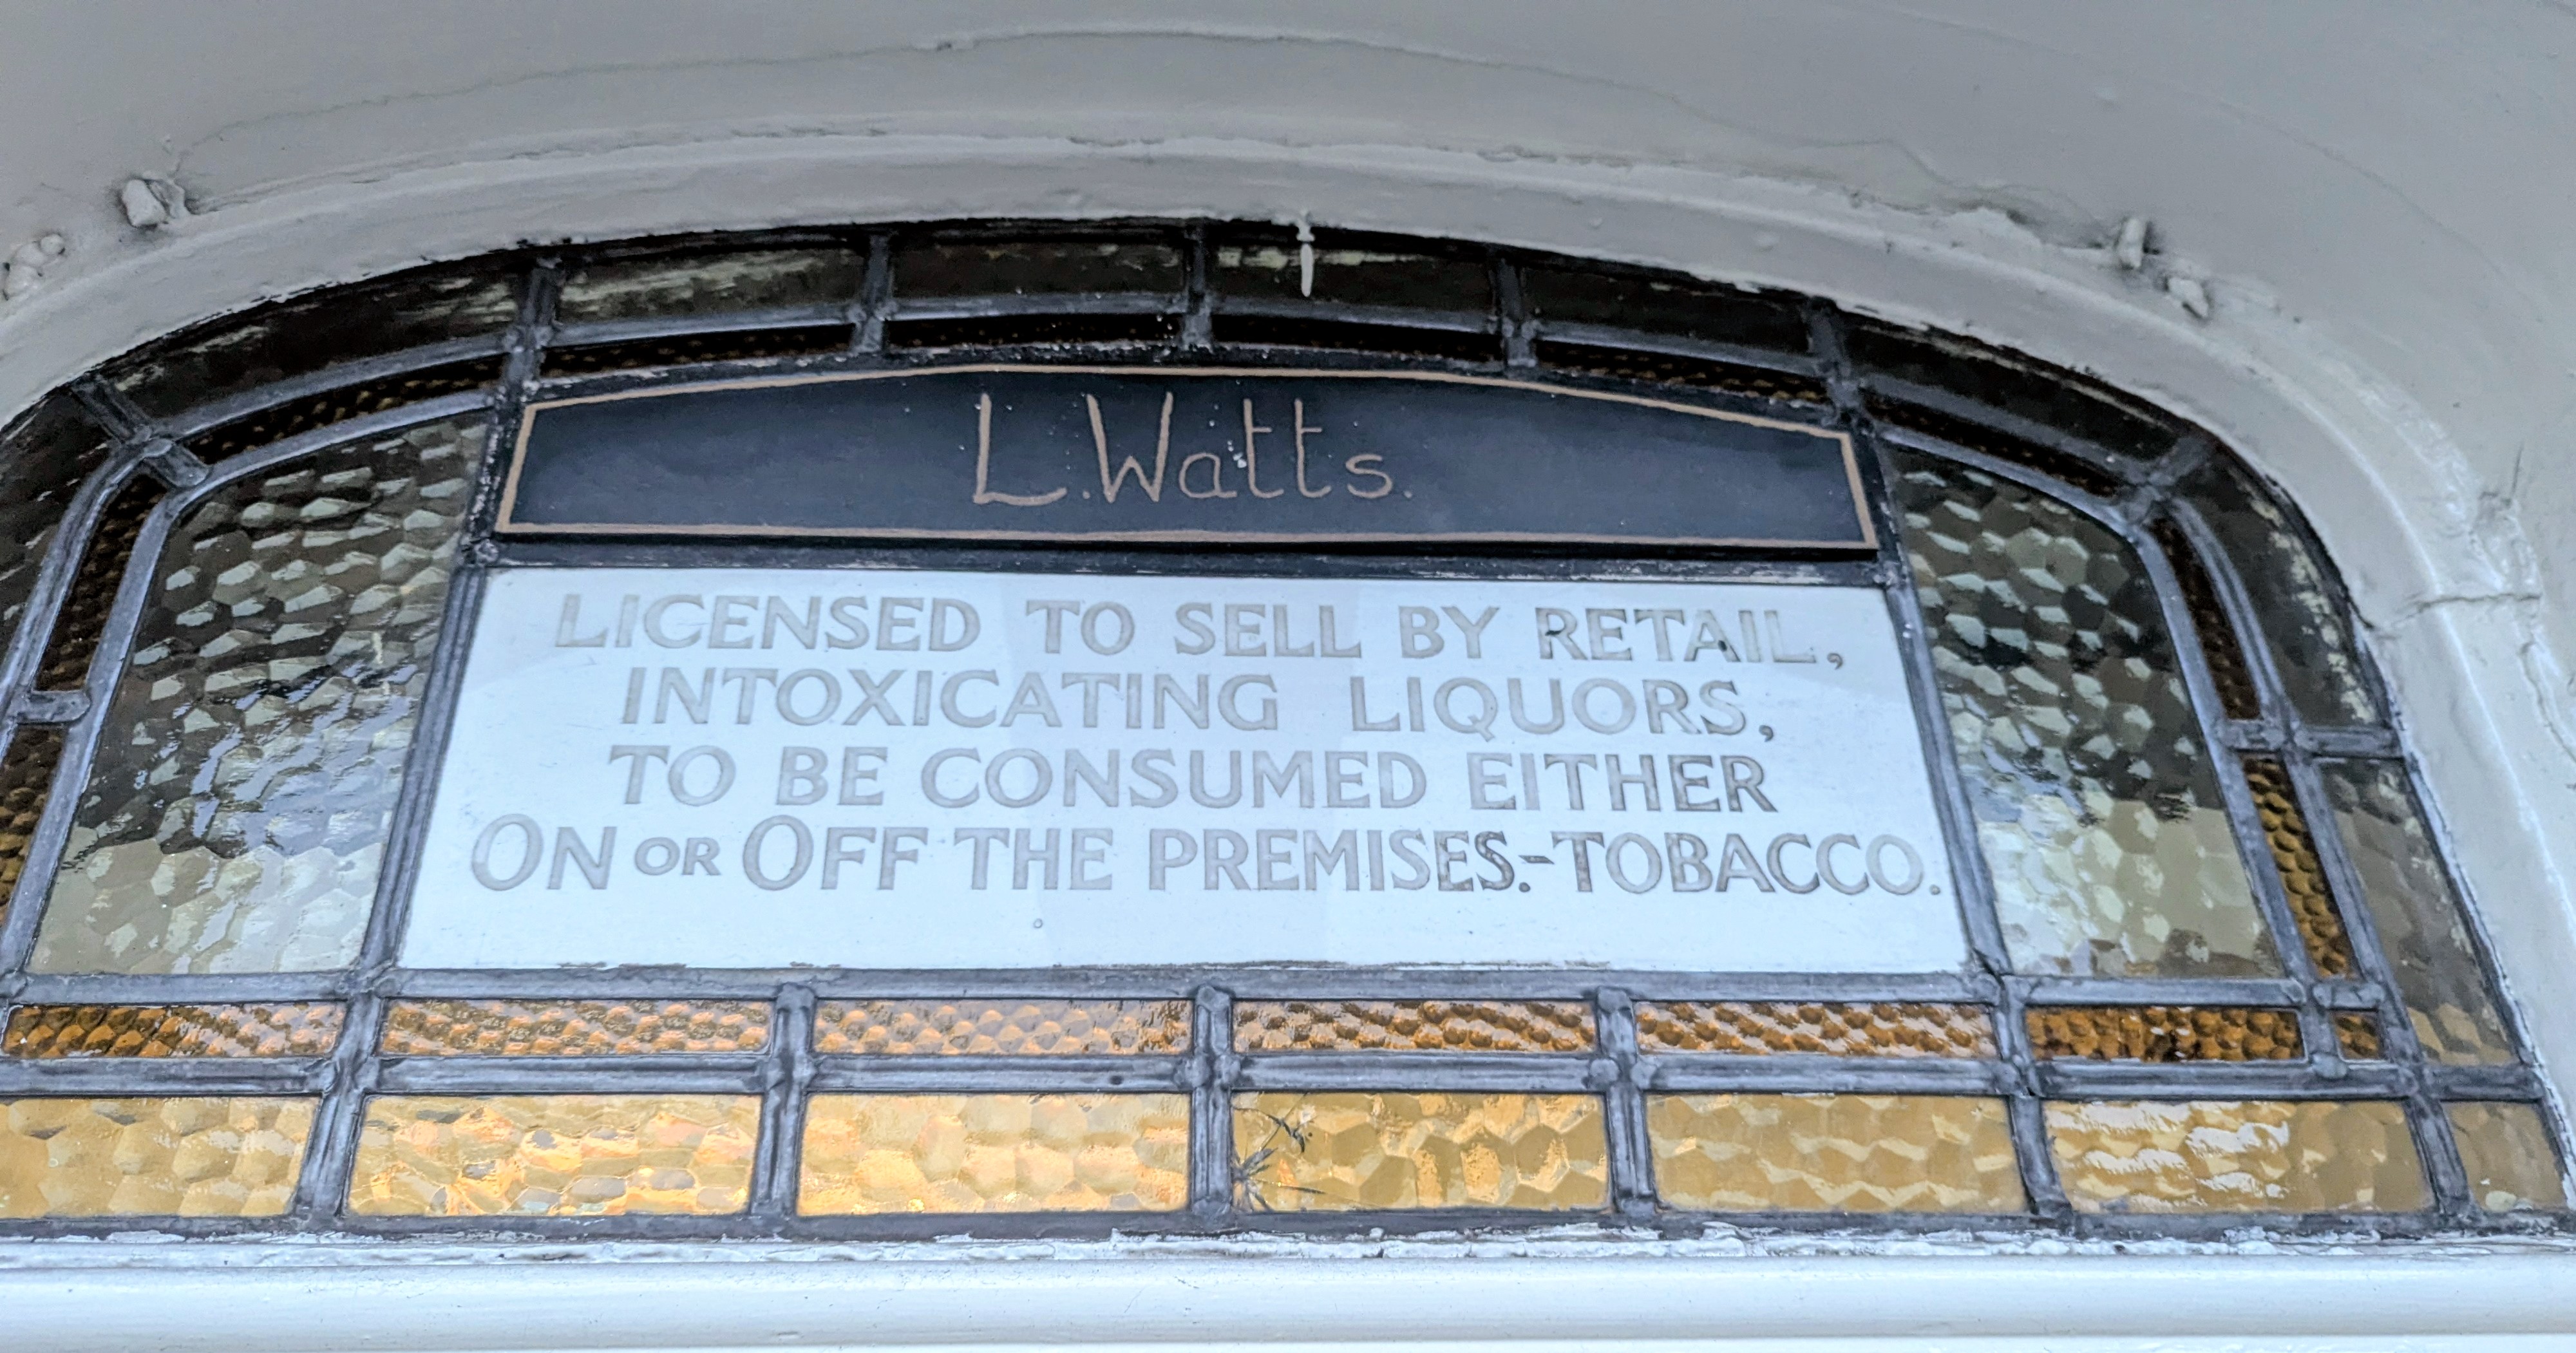 L. Watts.
LICENSED TO SELL BY RETAIL,
INTOXICATING LIQUORS,
TO BE CONSUMED EITHER
ON OR OFF THE PREMISES.-TOBACCO.